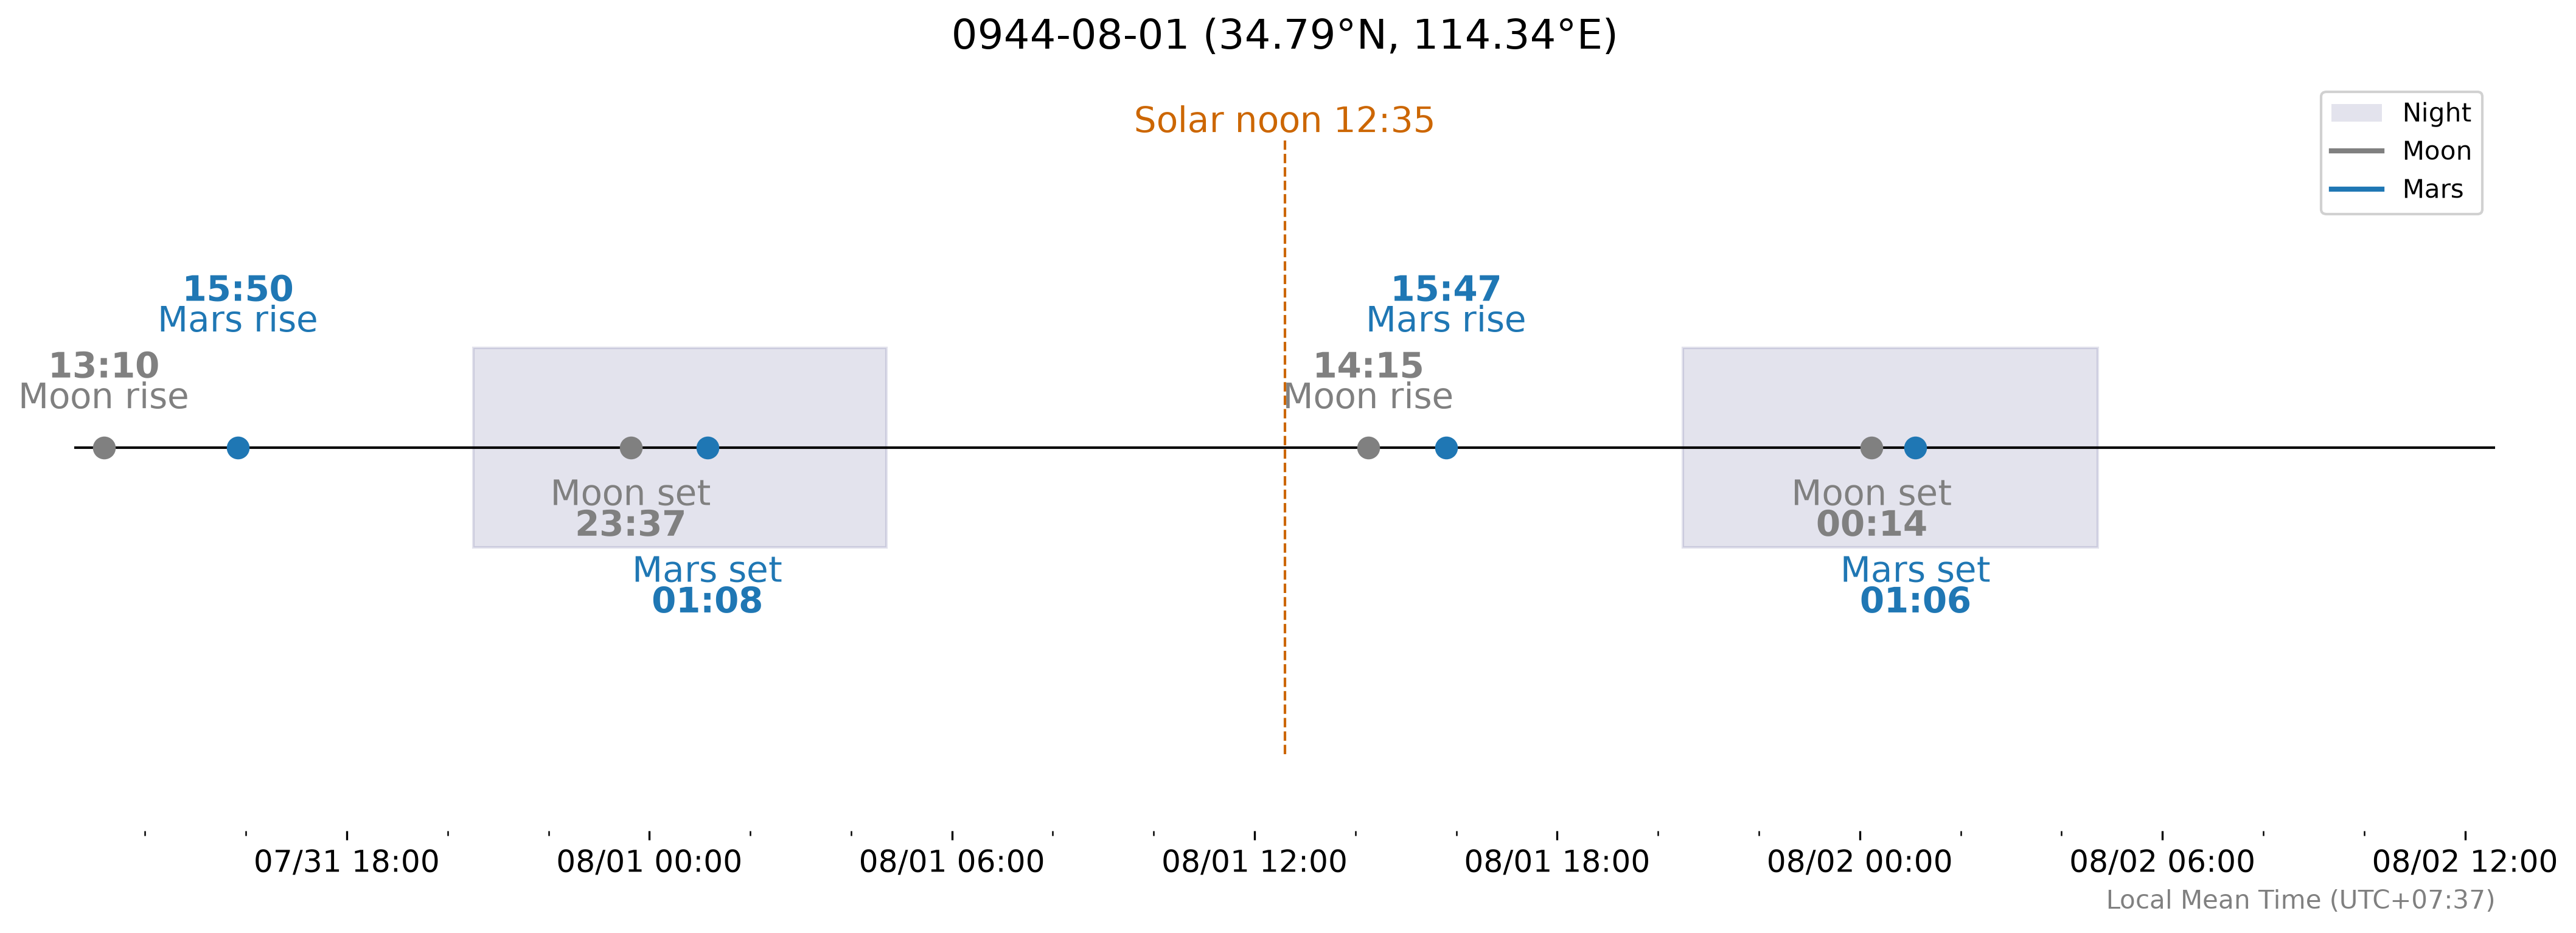 0944-08-01 (34.79°N, 114.34°E)
Solar noon 12:35
Night
Moon
Mars
15:50
Mars rise
15:47
Mars rise
13:10
Moon rise
14:15
Moon rise
Moon set
23:37
Moon set
00:14
Mars set
01:08
Mars set
01:06
07/31 18:00
08/01 00:00
08/01 06:00
08/01 12:00
08/01 18:00
08/02 00:00
08/02 06:00
08/02 12:00
Local Mean Time (UTC+07:37)